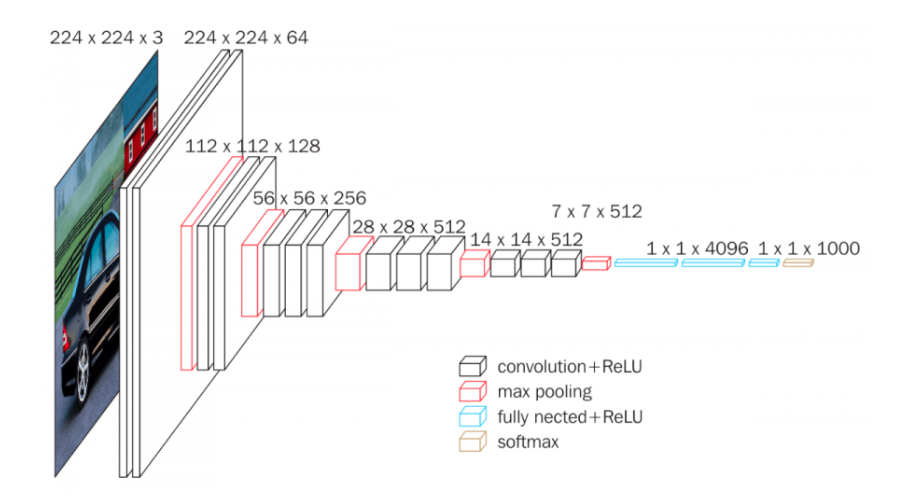 224 x 224 x 3
224 x 224 x 64
112 x 112 x 128
56 x 56 x 256
28 x 28 x 512
14 x 14 x 512
7 x 7 x 512
1 x 1 x 4096
1 x 1 x 1000
convolution+ReLU
max pooling
fully nected+ReLU
softmax